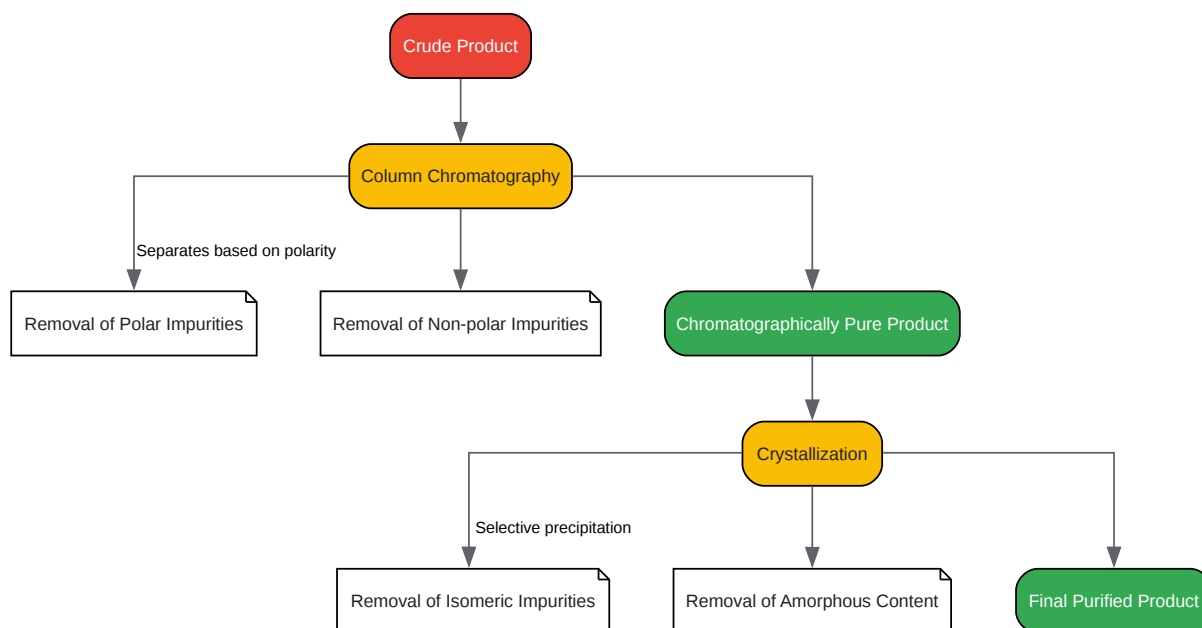 Crude Product
Column Chromatography
Separates based on polarity
Removal of Polar Impurities
Removal of Non-polar Impurities
Chromatographically Pure Product
Crystallization
Selective precipitation
Removal of Isomeric Impurities
Removal of Amorphous Content
Final Purified Product